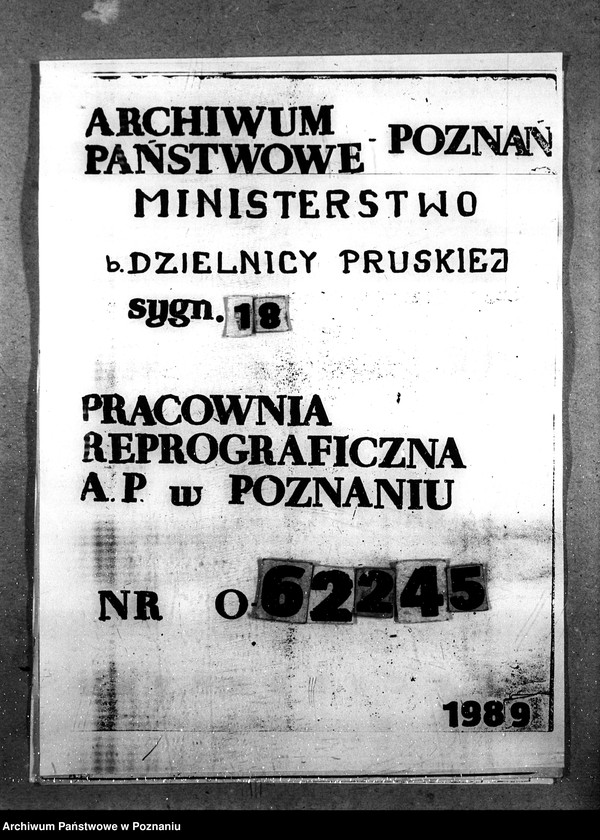 ARCHIWUM
PAŃSTWOWE - POZNAŃ
MINISTERSTWO
b. DZIELNICY PRUSKIEJ
sygn. 18
PRACOWNIA
REPROGRAFICZNA
A. P. w POZNANIU
NR O-62245
1989
Archiwum Państwowe w Poznaniu